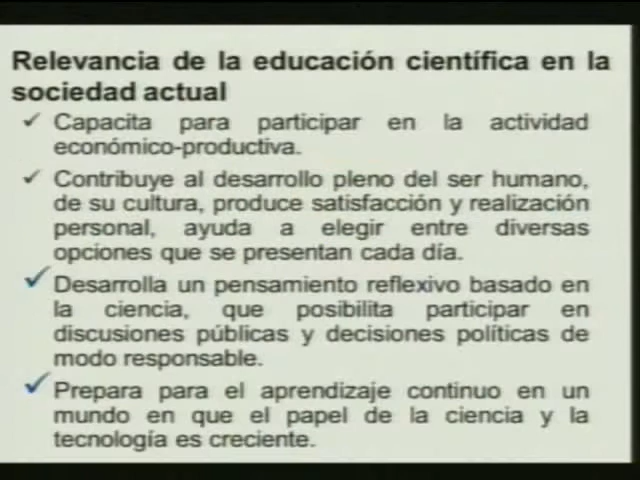 Relevancia de la educación científica en la
sociedad actual
✓ Capacita para participar en la actividad
económico-productiva.
✓ Contribuye al desarrollo pleno del ser humano,
de su cultura, produce satisfacción y realización
personal, ayuda a elegir entre diversas
opciones que se presentan cada día.
✓ Desarrolla un pensamiento reflexivo basado en
la ciencia, que posibilita participar en
discusiones públicas y decisiones políticas de
modo responsable.
✓ Prepara para el aprendizaje continuo en un
mundo en que el papel de la ciencia y la
tecnología es creciente.